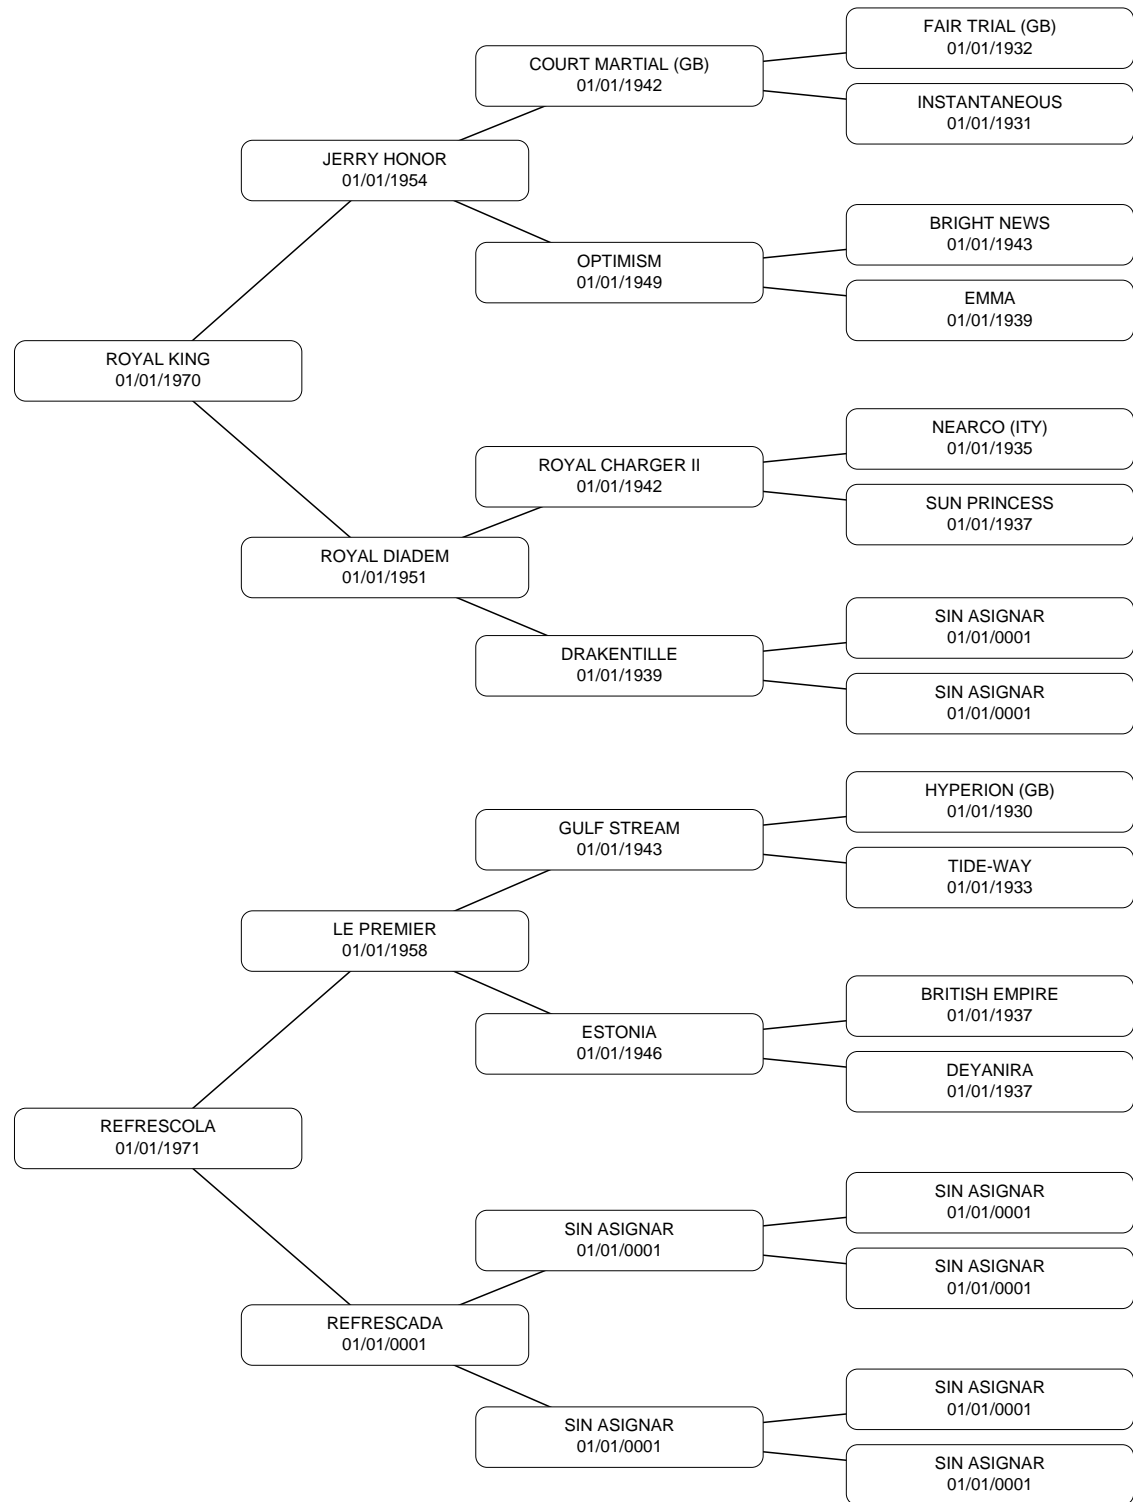 FAIR TRIAL (GB)
01/01/1932
COURT MARTIAL (GB)
01/01/1942
INSTANTANEOUS
01/01/1931
JERRY HONOR
01/01/1954
BRIGHT NEWS
01/01/1943
OPTIMISM
01/01/1949
EMMA
01/01/1939
ROYAL KING
01/01/1970
NEARCO (ITY)
01/01/1935
ROYAL CHARGER II
01/01/1942
SUN PRINCESS
01/01/1937
ROYAL DIADEM
01/01/1951
SIN ASIGNAR
01/01/0001
DRAKENTILLE
01/01/1939
SIN ASIGNAR
01/01/0001
HYPERION (GB)
01/01/1930
GULF STREAM
01/01/1943
TIDE-WAY
01/01/1933
LE PREMIER
01/01/1958
BRITISH EMPIRE
01/01/1937
ESTONIA
01/01/1946
DEYANIRA
01/01/1937
REFRESCOLA
01/01/1971
SIN ASIGNAR
01/01/0001
SIN ASIGNAR
01/01/0001
SIN ASIGNAR
01/01/0001
REFRESCADA
01/01/0001
SIN ASIGNAR
01/01/0001
SIN ASIGNAR
01/01/0001
SIN ASIGNAR
01/01/0001